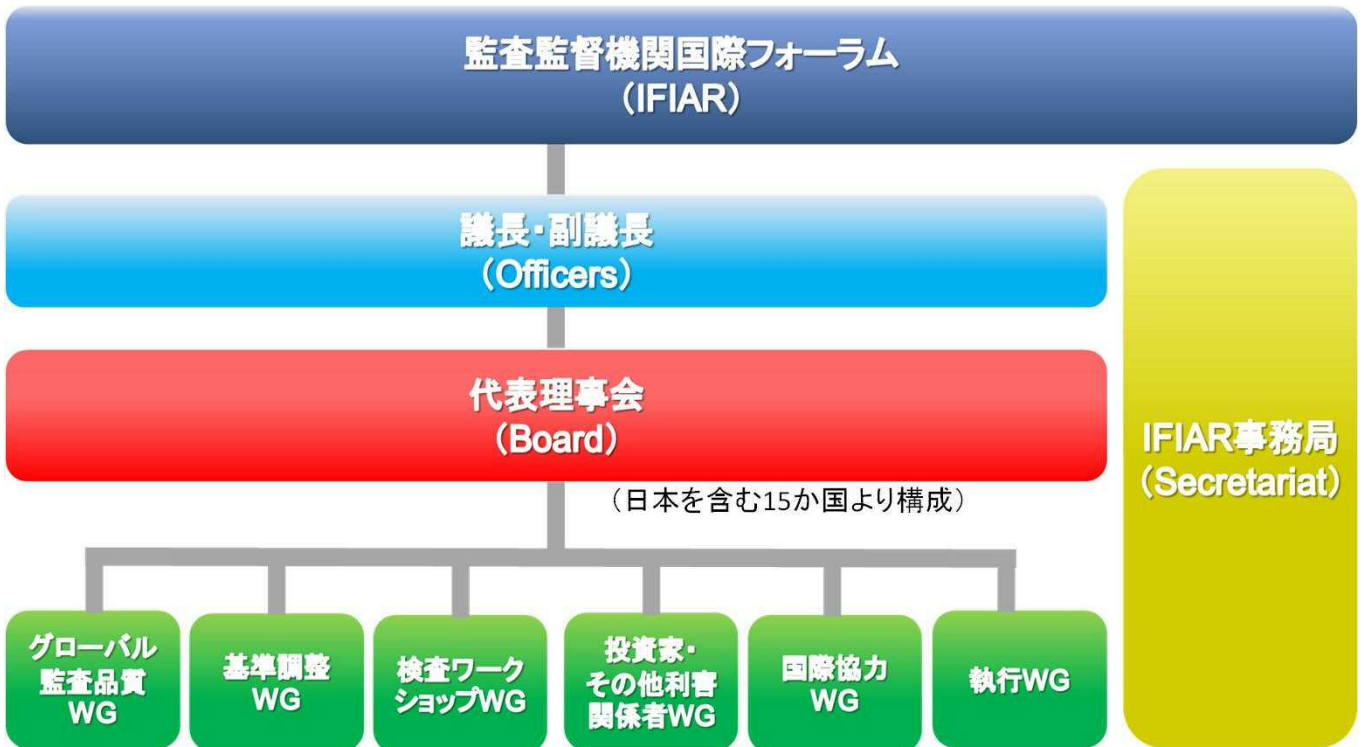 監査監督機関国際フォーラム
(IFIAR)
議長・副議長
(Officers)
代表理事会
(Board)
(日本を含む15か国より構成)
IFIAR事務局
(Secretariat)
グローバル
監査品質
WG
基準調整
WG
検査ワーク
ショップWG
投資家・
その他利害
関係者WG
国際協力
WG
執行WG